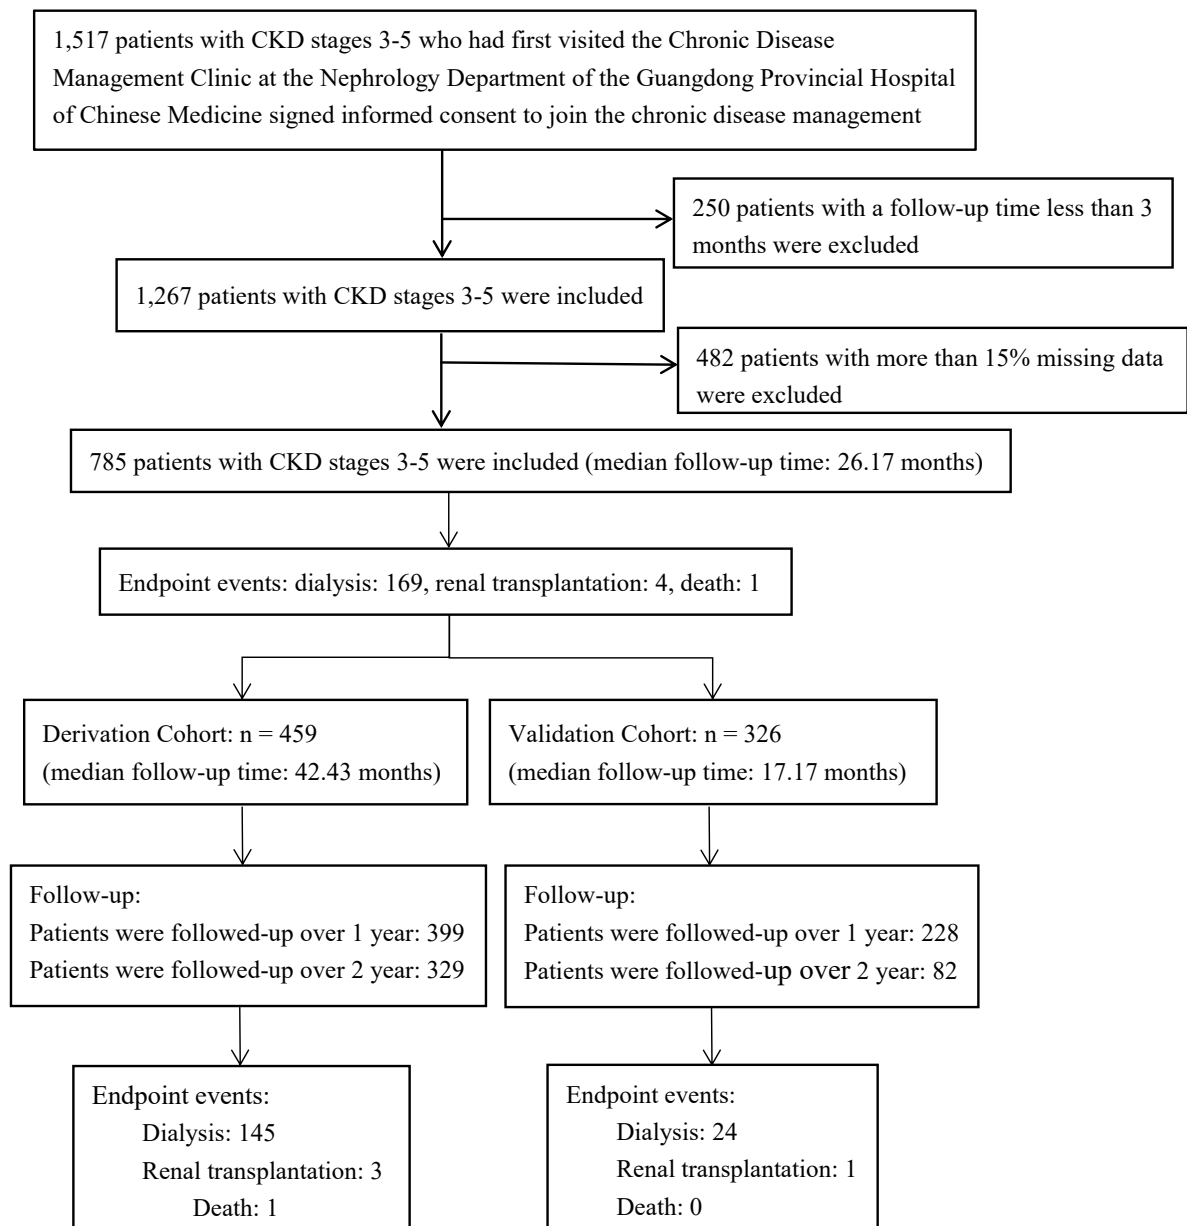 1,517 patients with CKD stages 3-5 who had first visited the Chronic Disease
Management Clinic at the Nephrology Department of the Guangdong Provincial Hospital
of Chinese Medicine signed informed consent to join the chronic disease management
250 patients with a follow-up time less than 3
months were excluded
1,267 patients with CKD stages 3-5 were included
482 patients with more than 15% missing data
were excluded
785 patients with CKD stages 3-5 were included (median follow-up time: 26.17 months)
Endpoint events: dialysis: 169, renal transplantation: 4, death: 1
Derivation Cohort: n = 459
(median follow-up time: 42.43 months)
Validation Cohort: n = 326
(median follow-up time: 17.17 months)
Follow-up:
Patients were followed-up over 1 year: 399
Patients were followed-up over 2 year: 329
Follow-up:
Patients were followed-up over 1 year: 228
Patients were followed-up over 2 year: 82
Endpoint events:
Dialysis: 145
Renal transplantation: 3
Death: 1
Endpoint events:
Dialysis: 24
Renal transplantation: 1
Death: 0